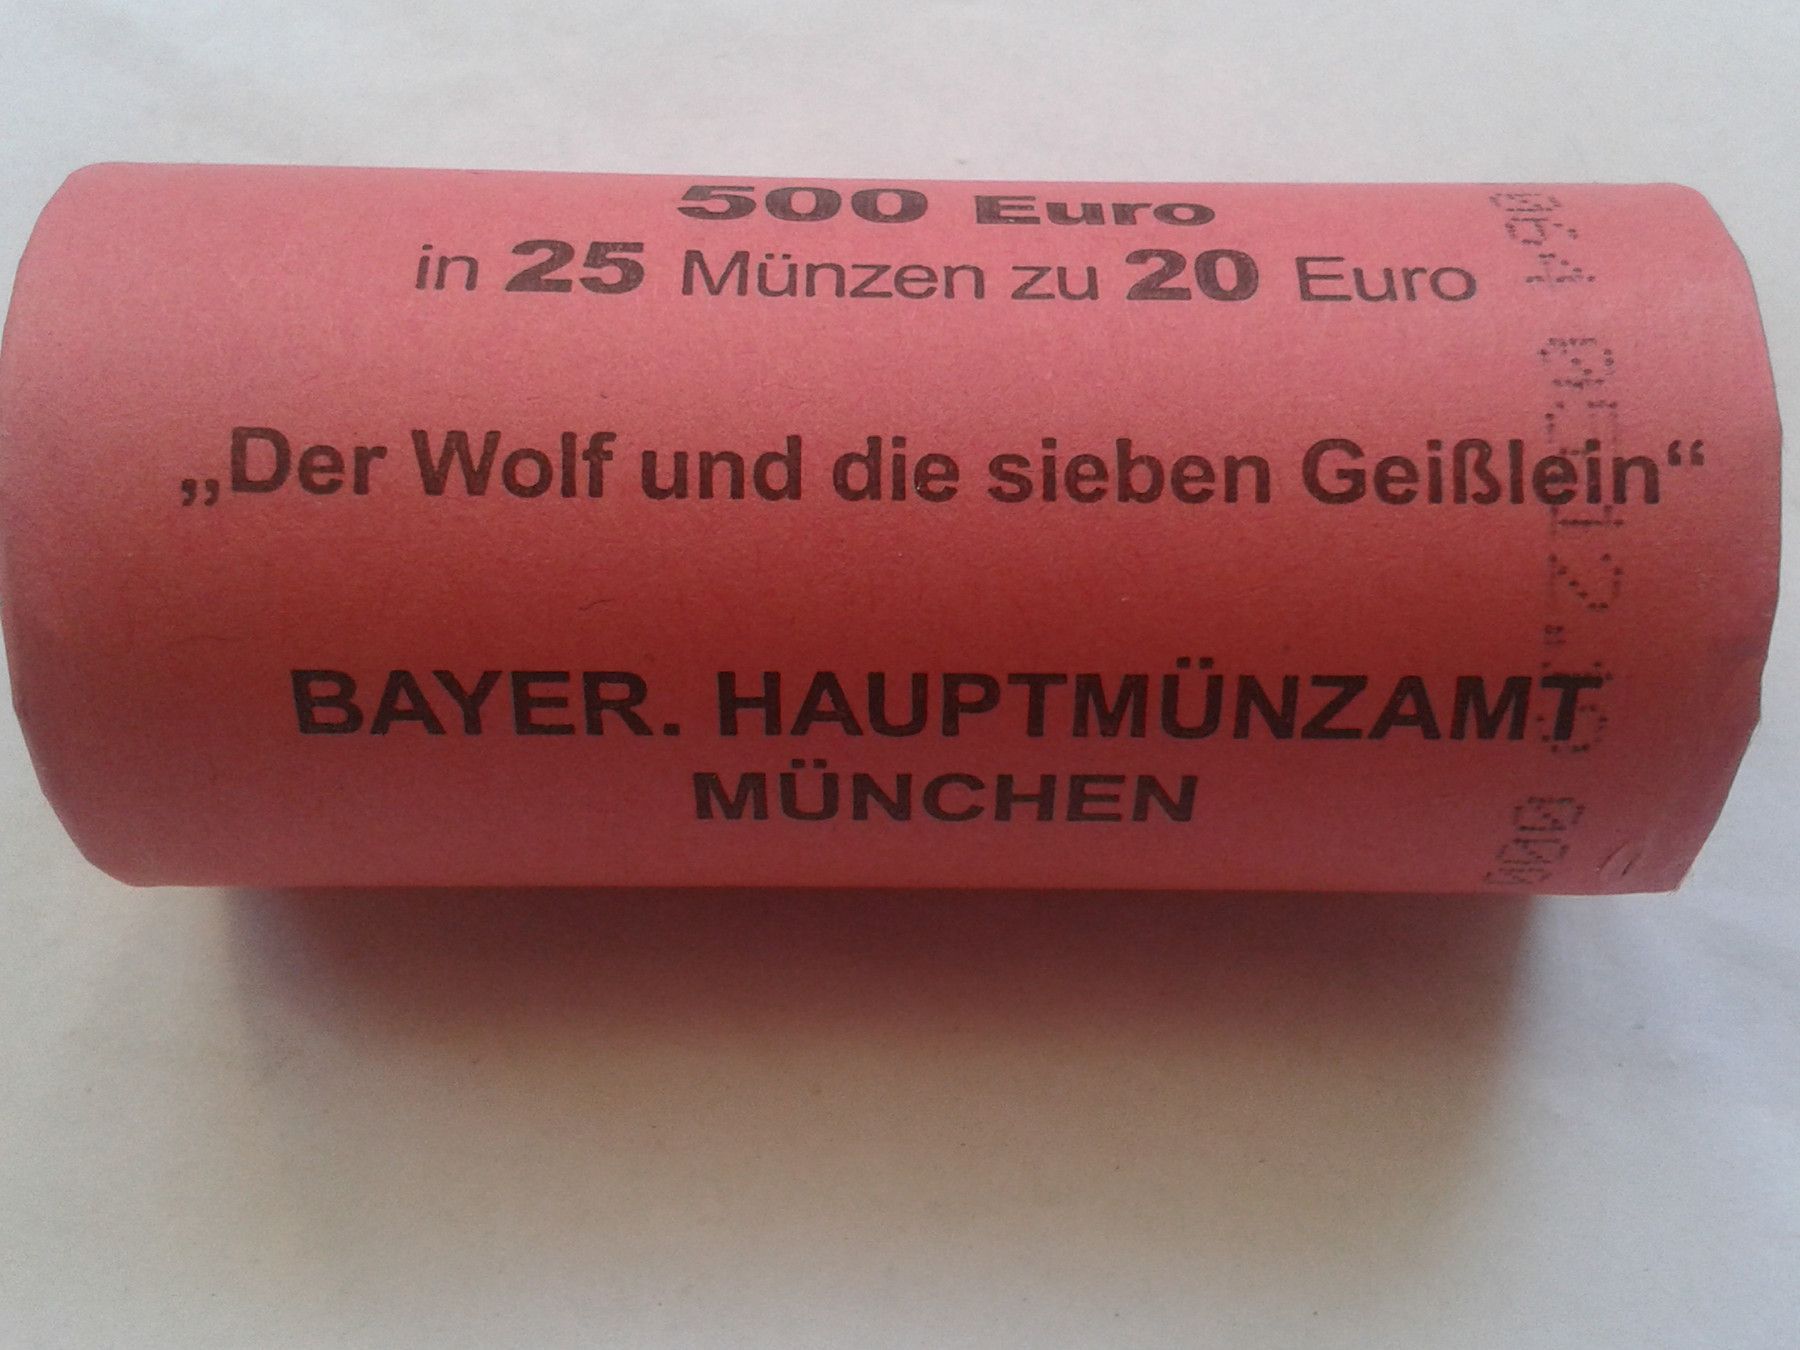 500 Euro
in 25 Münzen zu 20 Euro
„Der Wolf und die sieben Geißlein“
BAYER. HAUPTMÜNZAMT
MÜNCHEN